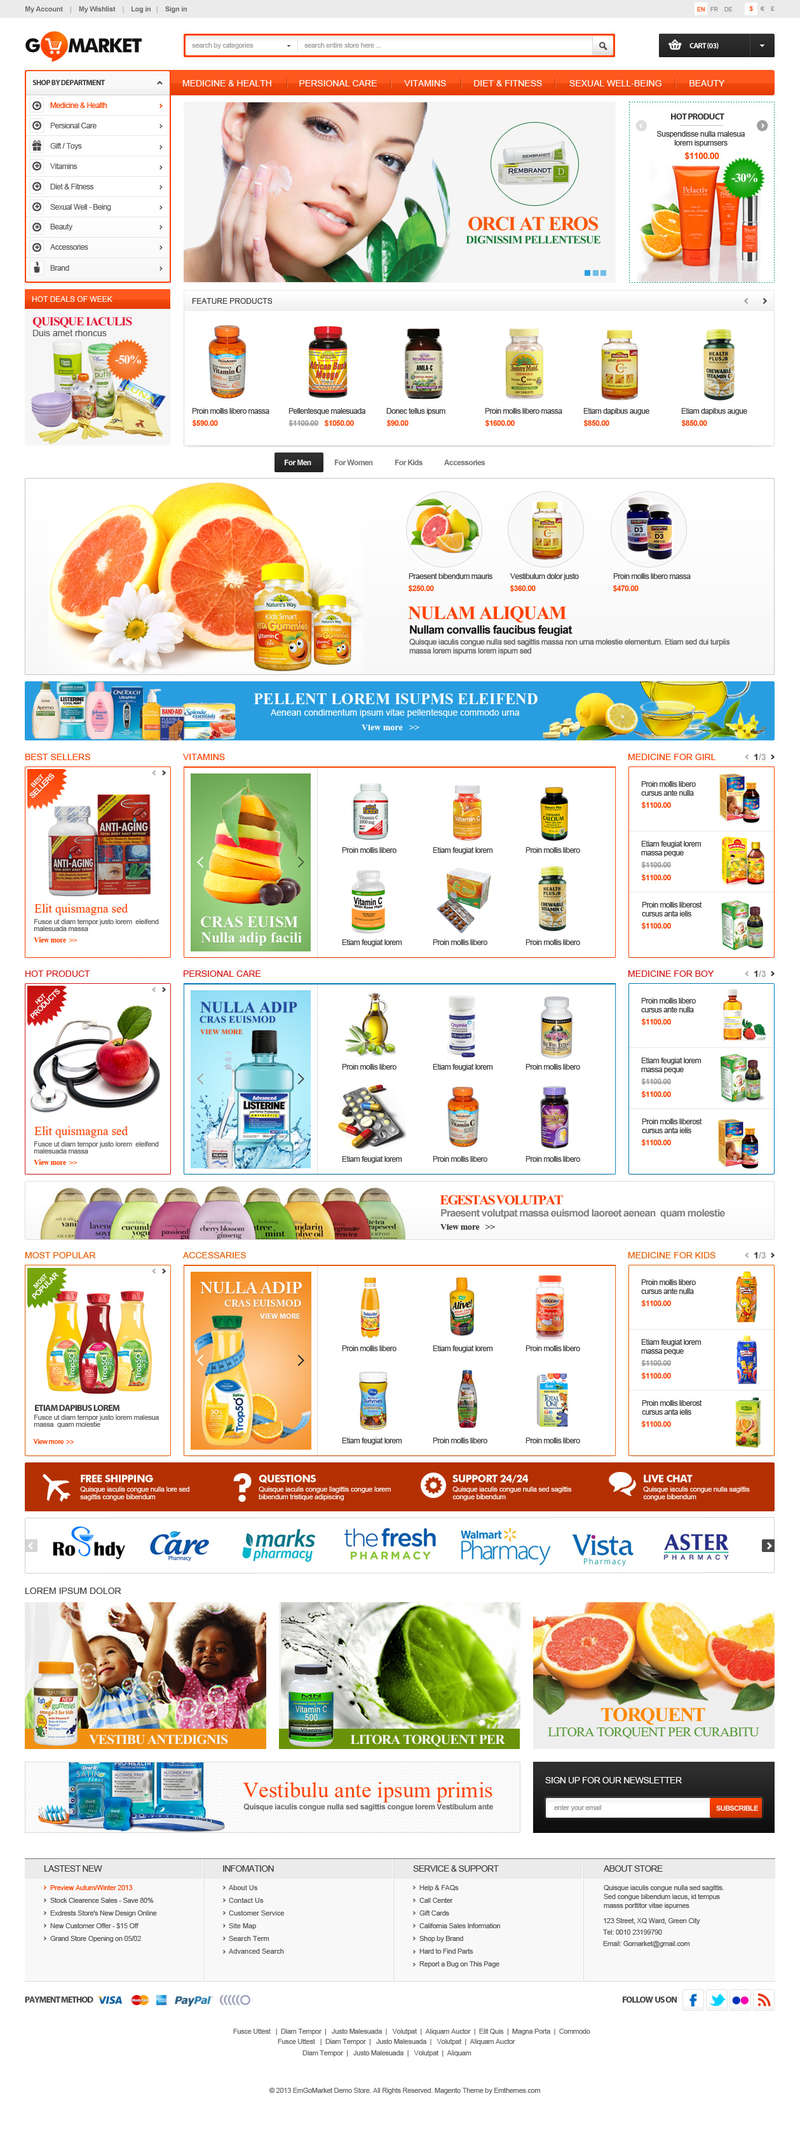 My Account | My Wishlist | Log in | Sign in
EN FR DE $ € £
GOMARKET
search by categories
search entire store here ...
CART (03)
SHOP BY DEPARTMENT
MEDICINE & HEALTH
PERSIONAL CARE
VITAMINS
DIET & FITNESS
SEXUAL WELL-BEING
BEAUTY
Medicine & Health
Persional Care
Gift / Toys
Vitamins
Diet & Fitness
Sexual Well - Being
Beauty
Accessories
Brand
REMBRANDT
ORCI AT EROS
DIGNISSIM PELLENTESUE
HOT PRODUCT
Suspendisse nulla malesua
lorem ipsumsers
$1100.00
-30%
HOT DEALS OF WEEK
QUISQUE IACULIS
Duis amet rhoncus
-50%
FEATURE PRODUCTS
Proin mollis libero massa
$590.00
Pellentesque malesuada
$1100.00 $1050.00
Donec tellus ipsum
$90.00
Proin mollis libero massa
$1600.00
Etiam dapibus augue
$850.00
Etiam dapibus augue
$850.00
For Men
For Women
For Kids
Accessories
Nature's Way
Praesent bibendum mauris
$250.00
Vestibulum dolor justo
$360.00
Proin mollis libero massa
$470.00
NULAM ALIQUAM
Nullam convallis faucibus feugiat
Quisque iaculis congue nulla sed sagittis massa non urna molestie elementum. Etiam sed dui turplis
massa lorem ispums lorem ispum sed
PELLENT LOREM ISUPMS ELEIFEND
Aenean condimentum ipsum vitae pellentesque commodo urna
View more >>
BEST SELLERS
BEST SELLERS
ANTI-AGING
Elit quismagna sed
Fusce ut diam tempor justo lorem eleifend
malesuada massa
View more >>
VITAMINS
CRAS EUISM
Nulla adip facili
Proin mollis libero
Etiam feugiat lorem
Proin mollis libero
Etiam feugiat lorem
Proin mollis libero
Proin mollis libero
MEDICINE FOR GIRL
1/3
Proin mollis libero
cursus ante nulla
$1100.00
Etiam feugiat lorem
massa peque
$1100.00
$1100.00
Proin mollis liberost
cursus anta ielis
$1100.00
HOT PRODUCT
HOT PRODUCTS
Elit quismagna sed
Fusce ut diam tempor justo lorem eleifend
malesuada massa
View more >>
PERSIONAL CARE
NULLA ADIP
CRAS EUISMOD
VIEW MORE
Advanced
LISTERINE
ANTISEPTIC
Proin mollis libero
Etiam feugiat lorem
Proin mollis libero
Etiam feugiat lorem
Proin mollis libero
Proin mollis libero
MEDICINE FOR BOY
1/3
Proin mollis libero
cursus ante nulla
$1100.00
Etiam feugiat lorem
massa peque
$1100.00
$1100.00
Proin mollis liberost
cursus anta ielis
$1100.00
EGESTAS VOLUTPAT
Praesent volutpat massa euismod laoreet aenean quam molestie
View more >>
MOST POPULAR
MOST POPULAR
ETIAM DAPIBUS LOREM
Fusce ut diam tempor justo lorem malesua
massa quam molestie
View more >>
ACCESSARIES
NULLA ADIP
CRAS EUISMOD
VIEW MORE
Trop50
Proin mollis libero
Etiam feugiat lorem
Proin mollis libero
Etiam feugiat lorem
Proin mollis libero
Proin mollis libero
MEDICINE FOR KIDS
1/3
Proin mollis libero
cursus ante nulla
$1100.00
Etiam feugiat lorem
massa peque
$1100.00
$1100.00
Proin mollis liberost
cursus anta ielis
$1100.00
FREE SHIPPING
Quisque iaculis congue nulla lore sed
sagittis congue bibendum
QUESTIONS
Quisque iaculis congue llagittis congue lorem
bibendum tristique adipiscing
SUPPORT 24/24
Quisque iaculis congue nulla sed sagittis
congue bibendum
LIVE CHAT
Quisque iaculis congue nulla sagittis
congue bibendum
RoShdy
Care Pharmacy
marks pharmacy
the fresh PHARMACY
Walmart Pharmacy
Vista Pharmacy
ASTER PHARMACY
LOREM IPSUM DOLOR
VESTIBU ANTEDIGNIS
Vitamin C
500
LITORA TORQUENT PER
TORQUENT
LITORA TORQUENT PER CURABITU
Vestibulu ante ipsum primis
Quisque iaculis congue nulla sed sagittis congue lorem Vestibulum ante
SIGN UP FOR OUR NEWSLETTER
enter your email
SUBSCRIBLE
LASTEST NEW
Preview Autum/Winter 2013
Stock Clearence Sales - Save 80%
Exdrests Store's New Design Online
New Customer Offer - $15 Off
Grand Store Opening on 05/02
INFOMATION
About Us
Contact Us
Customer Service
Site Map
Search Term
Advanced Search
SERVICE & SUPPORT
Help & FAQs
Call Center
Gift Cards
California Sales Information
Shop by Brand
Hard to Find Parts
Report a Bug on This Page
ABOUT STORE
Quisque iaculis congue nulla sed sagittis.
Sed congue bibendum lacus, id tempus
massa porttitor vitae ispumes
123 Street, XQ Ward, Green City
Tel: 0010 23199790
Email: Gomarket@gmail.com
PAYMENT METHOD VISA PayPal
FOLLOW US ON
Fusce Uttest | Diam Tempor | Justo Malesuada | Volutpat | Aliquam Auctor | Elit Quis | Magna Porta | Commodo
Fusce Uttest | Diam Tempor | Justo Malesuada | Volutpat | Aliquam Auctor
Diam Tempor | Justo Malesuada | Volutpat | Aliquam
© 2013 EmGoMarket Demo Store. All Rights Reserved. Magento Theme by Emthemes.com